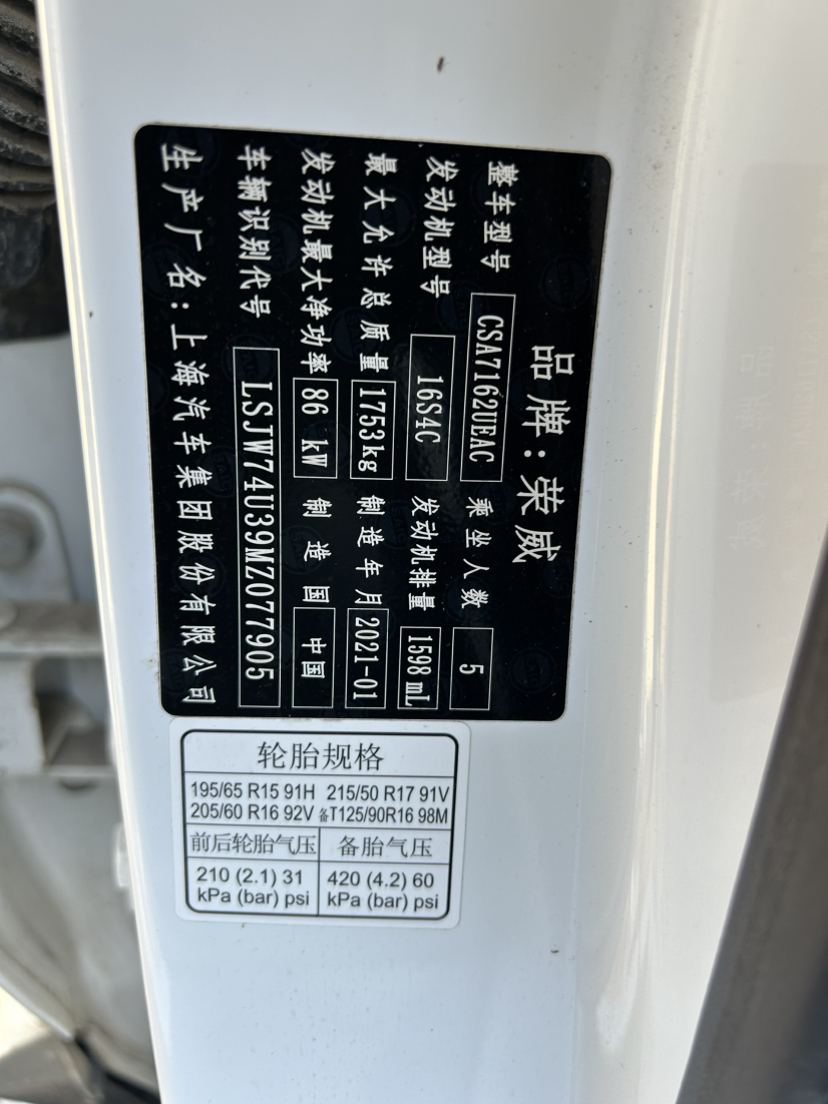 品牌:荣威
整车型号 CSA7162UEAC 乘坐人数 5
发动机型号 16S4C 发动机排量 1598 mL
最大允许总质量 1753kg 制造年月 2021-01
发动机最大净功率 86 kW 制造国 中国
车辆识别代号 LSJW74U39MZ077905
生产厂名:上海汽车集团股份有限公司
轮胎规格
195/65 R15 91H 215/50 R17 91V
205/60 R16 92V 备T125/90R16 98M
前后轮胎气压 备胎气压
210 (2.1) 31 420 (4.2) 60
kPa (bar) psi kPa (bar) psi